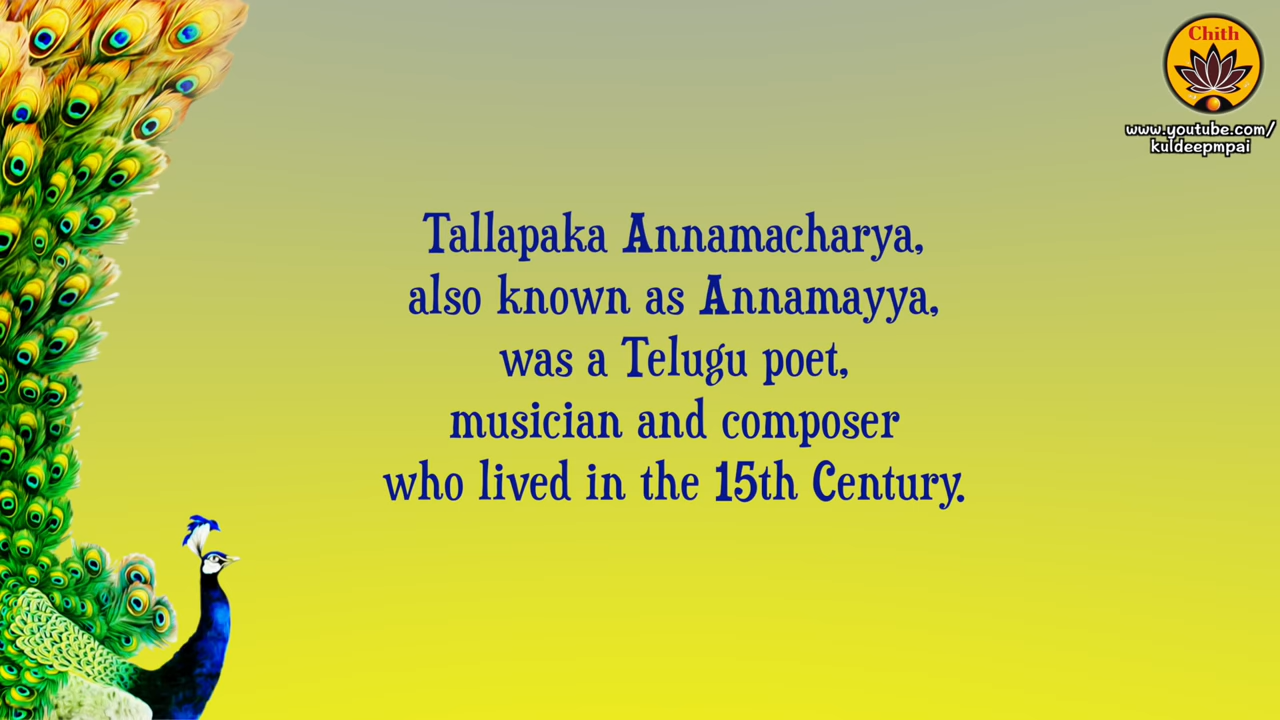 Chith
www.youtube.com/
kuldeepmpai
Tallapaka Annamacharya,
also known as Annamayya,
was a Telugu poet,
musician and composer
who lived in the 15th Century.